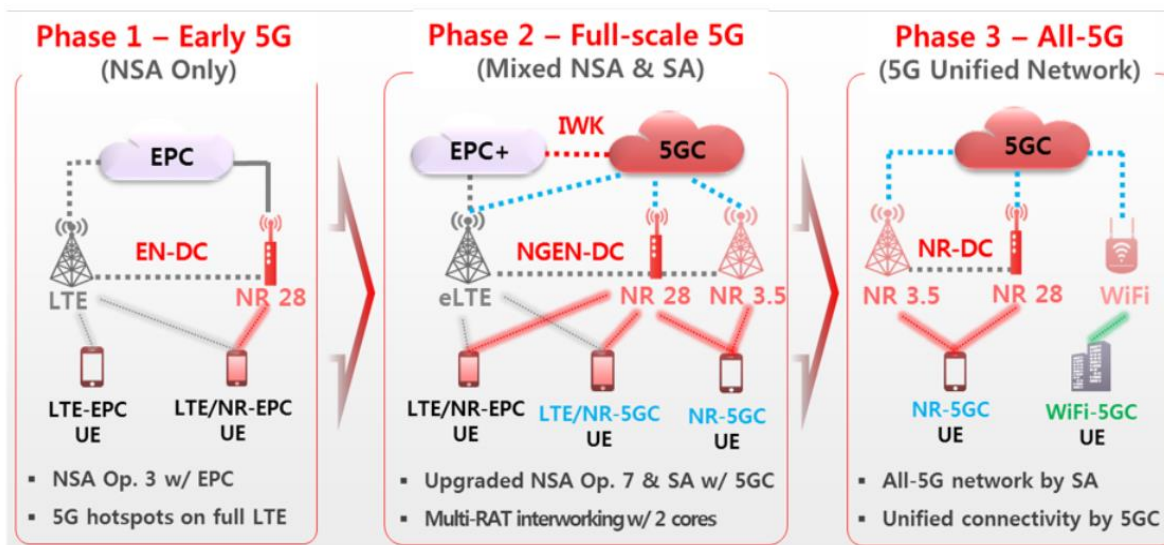 Phase 1 – Early 5G
(NSA Only)
EPC
EN-DC
LTE
NR 28
LTE-EPC
UE
LTE/NR-EPC
UE
▪ NSA Op. 3 w/ EPC
▪ 5G hotspots on full LTE
Phase 2 – Full-scale 5G
(Mixed NSA & SA)
IWK
EPC+
5GC
NGEN-DC
eLTE
NR 28
NR 3.5
LTE/NR-EPC
UE
LTE/NR-5GC
UE
NR-5GC
UE
▪ Upgraded NSA Op. 7 & SA w/ 5GC
▪ Multi-RAT interworking w/ 2 cores
Phase 3 – All-5G
(5G Unified Network)
5GC
NR-DC
NR 3.5
NR 28
WiFi
NR-5GC
UE
WiFi-5GC
UE
▪ All-5G network by SA
▪ Unified connectivity by 5GC